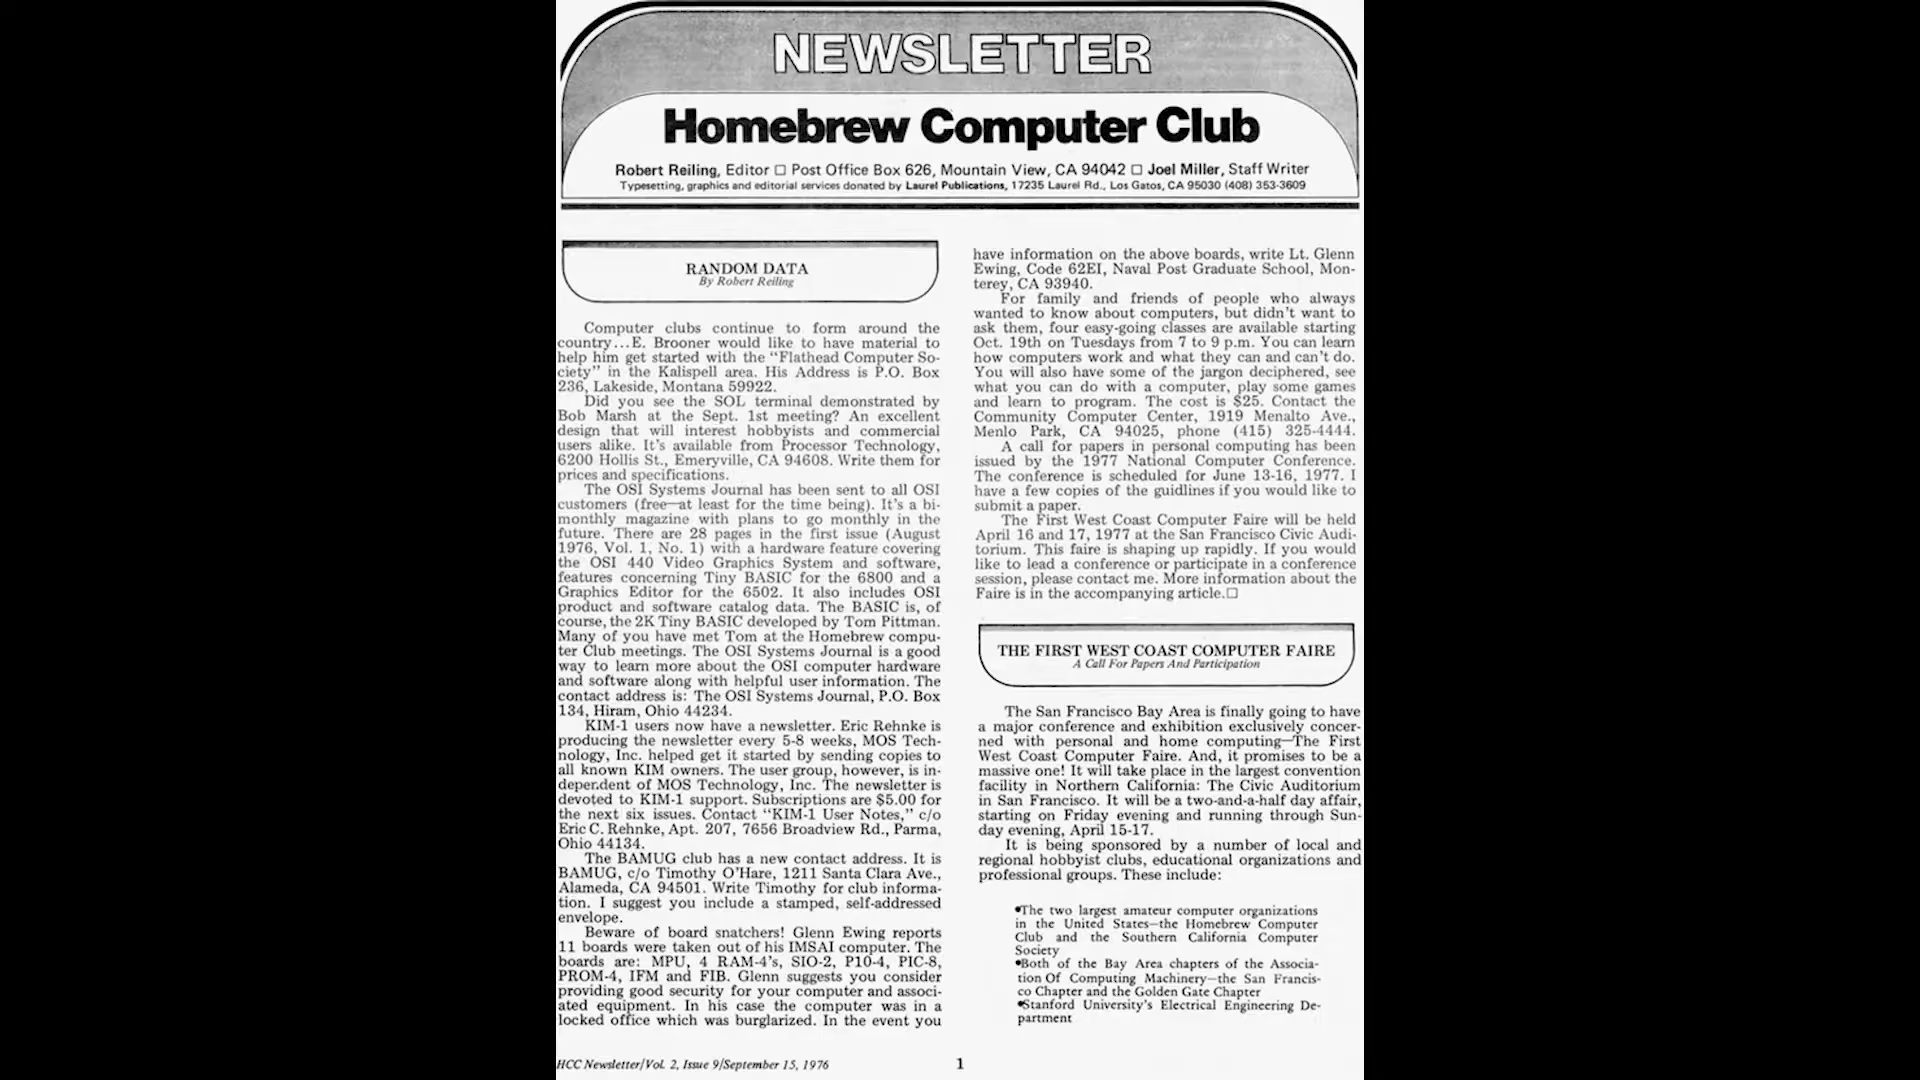 NEWSLETTER
Homebrew Computer Club
Robert Reiling, Editor □ Post Office Box 626, Mountain View, CA 94042 □ Joel Miller, Staff Writer
Typesetting, graphics and editorial services donated by Laurel Publications, 17235 Laurel Rd., Los Gatos, CA 95030 (408) 353-3609
RANDOM DATA
By Robert Reiling
Computer clubs continue to form around the
country...E. Brooner would like to have material to
help him get started with the “Flathead Computer So-
ciety” in the Kalispell area. His Address is P.O. Box
236, Lakeside, Montana 59922.
Did you see the SOL terminal demonstrated by
Bob Marsh at the Sept. 1st meeting? An excellent
design that will interest hobbyists and commercial
users alike. It's available from Processor Technology,
6200 Hollis St., Emeryville, CA 94608. Write them for
prices and specifications.
The OSI Systems Journal has been sent to all OSI
customers (free—at least for the time being). It's a bi-
monthly magazine with plans to go monthly in the
future. There are 28 pages in the first issue (August
1976, Vol. 1, No. 1) with a hardware feature covering
the OSI 440 Video Graphics System and software,
features concerning Tiny BASIC for the 6800 and a
Graphics Editor for the 6502. It also includes OSI
product and software catalog data. The BASIC is, of
course, the 2K Tiny BASIC developed by Tom Pittman.
Many of you have met Tom at the Homebrew compu-
ter Club meetings. The OSI Systems Journal is a good
way to learn more about the OSI computer hardware
and software along with helpful user information. The
contact address is: The OSI Systems Journal, P.O. Box
134, Hiram, Ohio 44234.
KIM-1 users now have a newsletter. Eric Rehnke is
producing the newsletter every 5-8 weeks, MOS Tech-
nology, Inc. helped get it started by sending copies to
all known KIM owners. The user group, however, is in-
deper.dent of MOS Technology, Inc. The newsletter is
devoted to KIM-1 support. Subscriptions are $5.00 for
the next six issues. Contact “KIM-1 User Notes,” c/o
Eric C. Rehnke, Apt. 207, 7656 Broadview Rd., Parma,
Ohio 44134.
The BAMUG club has a new contact address. It is
BAMUG, c/o Timothy O'Hare, 1211 Santa Clara Ave.,
Alameda, CA 94501. Write Timothy for club informa-
tion. I suggest you include a stamped, self-addressed
envelope.
Beware of board snatchers! Glenn Ewing reports
11 boards were taken out of his IMSAI computer. The
boards are: MPU, 4 RAM-4's, SIO-2, P10-4, PIC-8,
PROM-4, IFM and FIB. Glenn suggests you consider
providing good security for your computer and associ-
ated equipment. In his case the computer was in a
locked office which was burglarized. In the event you
have information on the above boards, write Lt. Glenn
Ewing, Code 62EI, Naval Post Graduate School, Mon-
terey, CA 93940.
For family and friends of people who always
wanted to know about computers, but didn't want to
ask them, four easy-going classes are available starting
Oct. 19th on Tuesdays from 7 to 9 p.m. You can learn
how computers work and what they can and can't do.
You will also have some of the jargon deciphered, see
what you can do with a computer, play some games
and learn to program. The cost is $25. Contact the
Community Computer Center, 1919 Menalto Ave.,
Menlo Park, CA 94025, phone (415) 325-4444.
A call for papers in personal computing has been
issued by the 1977 National Computer Conference.
The conference is scheduled for June 13-16, 1977. I
have a few copies of the guidlines if you would like to
submit a paper.
The First West Coast Computer Faire will be held
April 16 and 17, 1977 at the San Francisco Civic Audi-
torium. This faire is shaping up rapidly. If you would
like to lead a conference or participate in a conference
session, please contact me. More information about the
Faire is in the accompanying article.□
THE FIRST WEST COAST COMPUTER FAIRE
A Call For Papers And Participation
The San Francisco Bay Area is finally going to have
a major conference and exhibition exclusively concer-
ned with personal and home computing—The First
West Coast Computer Faire. And, it promises to be a
massive one! It will take place in the largest convention
facility in Northern California: The Civic Auditorium
in San Francisco. It will be a two-and-a-half day affair,
starting on Friday evening and running through Sun-
day evening, April 15-17.
It is being sponsored by a number of local and
regional hobbyist clubs, educational organizations and
professional groups. These include:
•The two largest amateur computer organizations
in the United States—the Homebrew Computer
Club and the Southern California Computer
Society
•Both of the Bay Area chapters of the Associa-
tion Of Computing Machinery—the San Francis-
co Chapter and the Golden Gate Chapter
•Stanford University's Electrical Engineering De-
partment
HCC Newsletter/Vol. 2, Issue 9/September 15, 1976
1